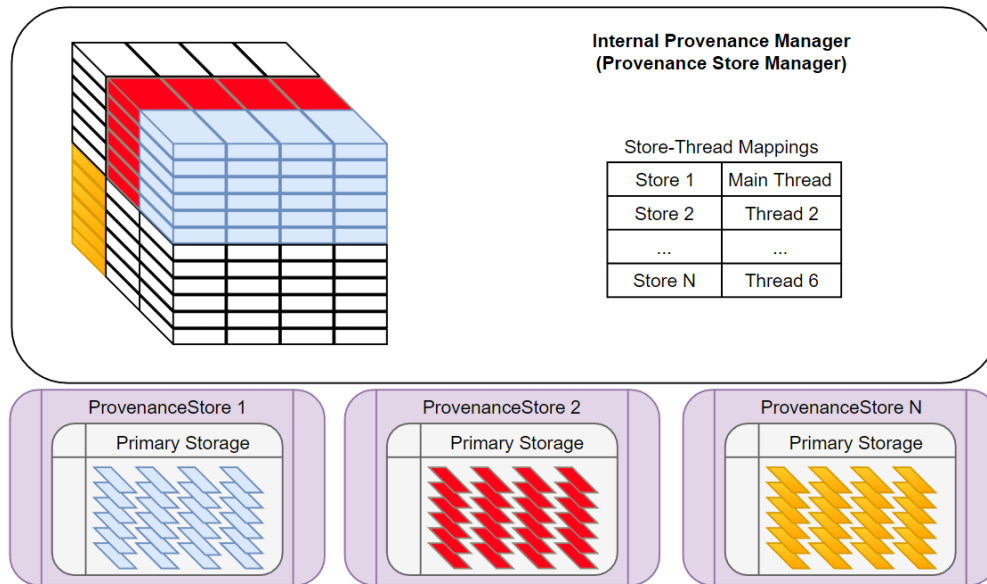 Internal Provenance Manager
(Provenance Store Manager)
Store-Thread Mappings
Store 1 Main Thread
Store 2 Thread 2
... ...
Store N Thread 6
ProvenanceStore 1
Primary Storage
ProvenanceStore 2
Primary Storage
ProvenanceStore N
Primary Storage